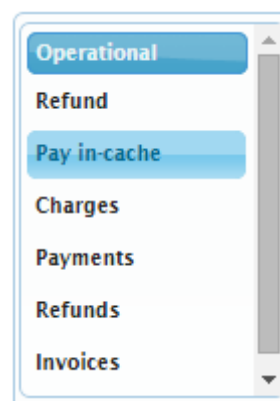 Operational
Refund
Pay in-cache
Charges
Payments
Refunds
Invoices